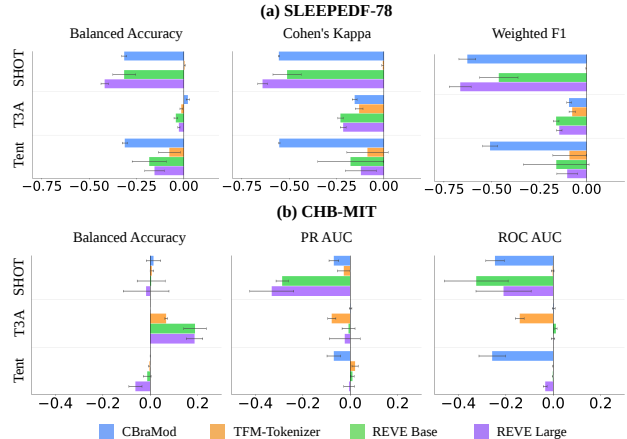 (a) SLEEPEDF-78
Balanced Accuracy
Cohen's Kappa
Weighted F1
SHOT
T3A
Tent
−0.75 −0.50 −0.25 0.00
−0.75 −0.50 −0.25 0.00
−0.75 −0.50 −0.25 0.00
(b) CHB-MIT
Balanced Accuracy
PR AUC
ROC AUC
SHOT
T3A
Tent
−0.4 −0.2 0.0 0.2
−0.4 −0.2 0.0 0.2
−0.4 −0.2 0.0 0.2
CBraMod TFM-Tokenizer REVE Base REVE Large